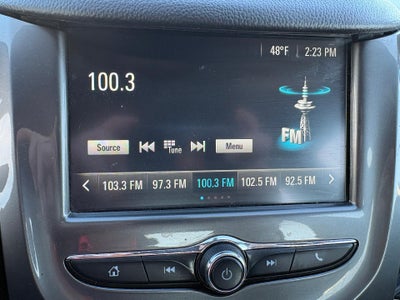 48°F 2:23 PM
100.3
FM
Source Tune Menu
103.3 FM 97.3 FM 100.3 FM 102.5 FM 92.5 FM